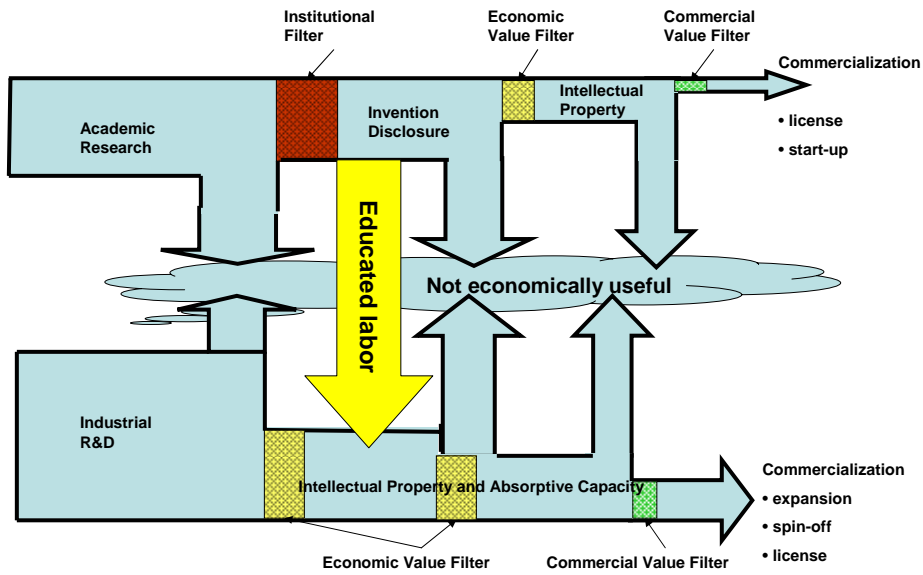 Institutional
Filter
Economic
Value Filter
Commercial
Value Filter
Commercialization
• license
• start-up
Academic
Research
Invention
Disclosure
Intellectual
Property
Educated labor
Not economically useful
Industrial
R&D
Intellectual Property and Absorptive Capacity
Commercialization
• expansion
• spin-off
• license
Economic Value Filter
Commercial Value Filter